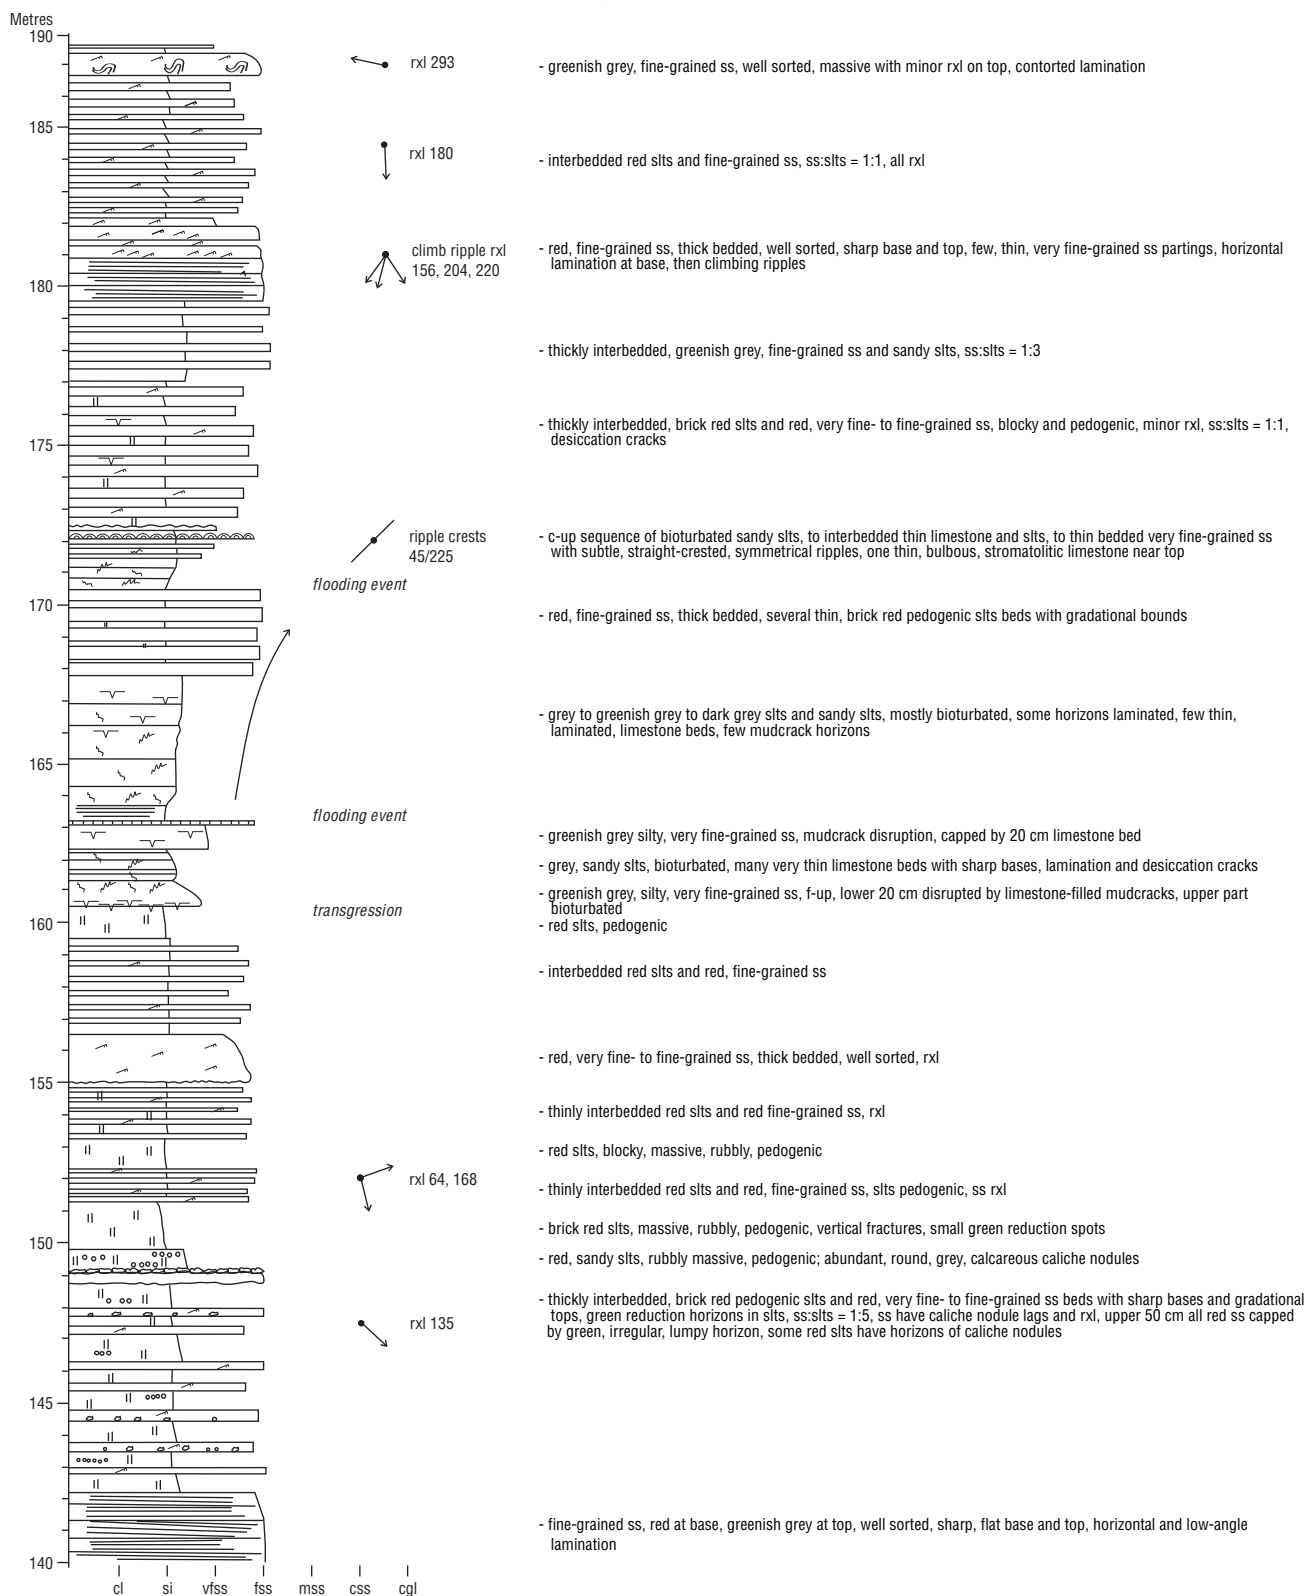 Metres
190
rxl 293
- greenish grey, fine-grained ss, well sorted, massive with minor rxl on top, contorted lamination
185
rxl 180
- interbedded red slts and fine-grained ss, ss:slts = 1:1, all rxl
climb ripple rxl
156, 204, 220
- red, fine-grained ss, thick bedded, well sorted, sharp base and top, few, thin, very fine-grained ss partings, horizontal
lamination at base, then climbing ripples
180
- thickly interbedded, greenish grey, fine-grained ss and sandy slts, ss:slts = 1:3
175
- thickly interbedded, brick red slts and red, very fine- to fine-grained ss, blocky and pedogenic, minor rxl, ss:slts = 1:1,
desiccation cracks
ripple crests
45/225
- c-up sequence of bioturbated sandy slts, to interbedded thin limestone and slts, to thin bedded very fine-grained ss
with subtle, straight-crested, symmetrical ripples, one thin, bulbous, stromatolitic limestone near top
flooding event
170
- red, fine-grained ss, thick bedded, several thin, brick red pedogenic slts beds with gradational bounds
- grey to greenish grey to dark grey slts and sandy slts, mostly bioturbated, some horizons laminated, few thin,
laminated, limestone beds, few mudcrack horizons
165
flooding event
- greenish grey silty, very fine-grained ss, mudcrack disruption, capped by 20 cm limestone bed
- grey, sandy slts, bioturbated, many very thin limestone beds with sharp bases, lamination and desiccation cracks
- greenish grey, silty, very fine-grained ss, f-up, lower 20 cm disrupted by limestone-filled mudcracks, upper part
bioturbated
transgression
160
- red slts, pedogenic
- interbedded red slts and red, fine-grained ss
- red, very fine- to fine-grained ss, thick bedded, well sorted, rxl
155
- thinly interbedded red slts and red fine-grained ss, rxl
- red slts, blocky, massive, rubbly, pedogenic
rxl 64, 168
- thinly interbedded red slts and red, fine-grained ss, slts pedogenic, ss rxl
- brick red slts, massive, rubbly, pedogenic, vertical fractures, small green reduction spots
150
- red, sandy slts, rubbly massive, pedogenic; abundant, round, grey, calcareous caliche nodules
rxl 135
- thickly interbedded, brick red pedogenic slts and red, very fine- to fine-grained ss beds with sharp bases and gradational
tops, green reduction horizons in slts, ss:slts = 1:5, ss have caliche nodule lags and rxl, upper 50 cm all red ss capped
by green, irregular, lumpy horizon, some red slts have horizons of caliche nodules
145
- fine-grained ss, red at base, greenish grey at top, well sorted, sharp, flat base and top, horizontal and low-angle
lamination
140
cl si vfss fss mss css cgl